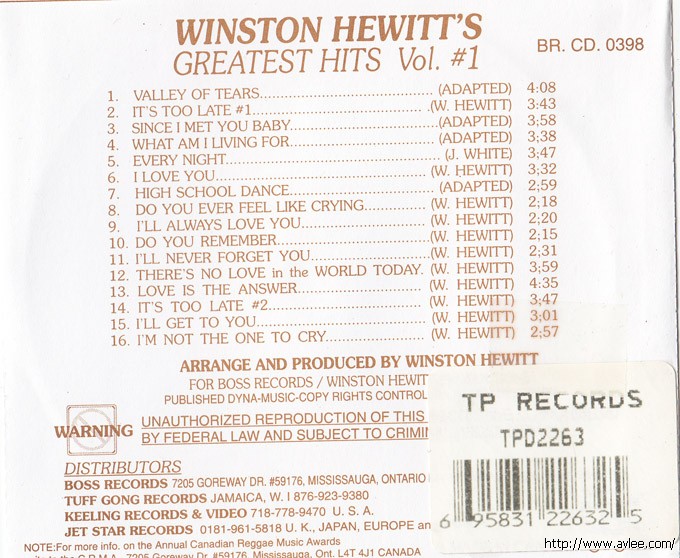 WINSTON HEWITT'S
GREATEST HITS Vol. #1
BR. CD. 0398
1. VALLEY OF TEARS.......................................... (ADAPTED) 4:08
2. IT'S TOO LATE #1..........................................(W. HEWITT) 3:43
3. SINCE I MET YOU BABY.................................. (ADAPTED) 3;58
4. WHAT AM I LIVING FOR................................... (ADAPTED) 3;38
5. EVERY NIGHT................................................... (J. WHITE) 3;47
6. I LOVE YOU...................................................(W. HEWITT) 3;32
7. HIGH SCHOOL DANCE................................... (ADAPTED) 2;59
8. DO YOU EVER FEEL LIKE CRYING...............(W. HEWITT) 2;18
9. I'LL ALWAYS LOVE YOU..............................(W. HEWITT) 2;20
10. DO YOU REMEMBER....................................(W. HEWITT) 2;15
11. I'LL NEVER FORGET YOU............................(W. HEWITT) 2;31
12. THERE'S NO LOVE in the WORLD TODAY. (W. HEWITT) 3;59
13. LOVE IS THE ANSWER............................... (W. HEWITT) 4;35
14. IT'S TOO LATE #2...................................... (W. HEWITT) 3;47
15. I'LL GET TO YOU......................................... (W. HEWITT) 3;01
16. I'M NOT THE ONE TO CRY......................... (W. HEWITT) 2;57
ARRANGE AND PRODUCED BY WINSTON HEWITT
FOR BOSS RECORDS / WINSTON HEWIT
PUBLISHED DYNA-MUSIC-COPY RIGHTS CONTROL
WARNING
UNAUTHORIZED REPRODUCTION OF THIS
BY FEDERAL LAW AND SUBJECT TO CRIMIN
TP RECORDS
TPD2263
6 95831 22632 5
DISTRIBUTORS
BOSS RECORDS 7205 GOREWAY DR. #59176, MISSISSAUGA, ONTARIO
TUFF GONG RECORDS JAMAICA, W. I 876-923-9380
KEELING RECORDS & VIDEO 718-778-9470 U. S. A.
JET STAR RECORDS 0181-961-5818 U. K., JAPAN, EUROPE an
NOTE:For more info. on the Annual Canadian Reggae Music Awards
C.R.M.A. 7205 Goreway Dr. #59176, Mississauga, Ont. L4T 4J1 CANADA
http://www.aylee.com/